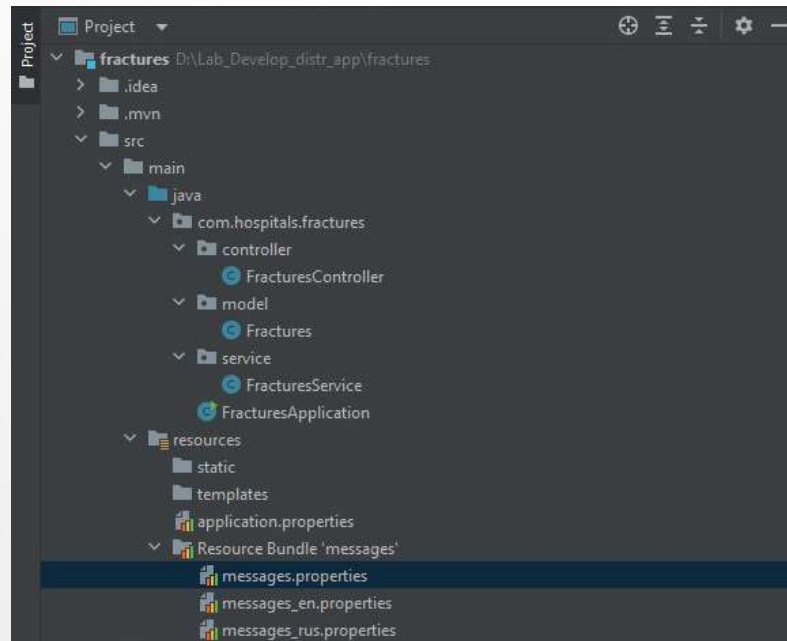 Project
Project
fractures D:\Lab_Develop_distr_app\fractures
.idea
.mvn
src
main
java
com.hospitals.fractures
controller
FracturesController
model
Fractures
service
FracturesService
FracturesApplication
resources
static
templates
application.properties
Resource Bundle 'messages'
messages.properties
messages_en.properties
messages_rus.properties